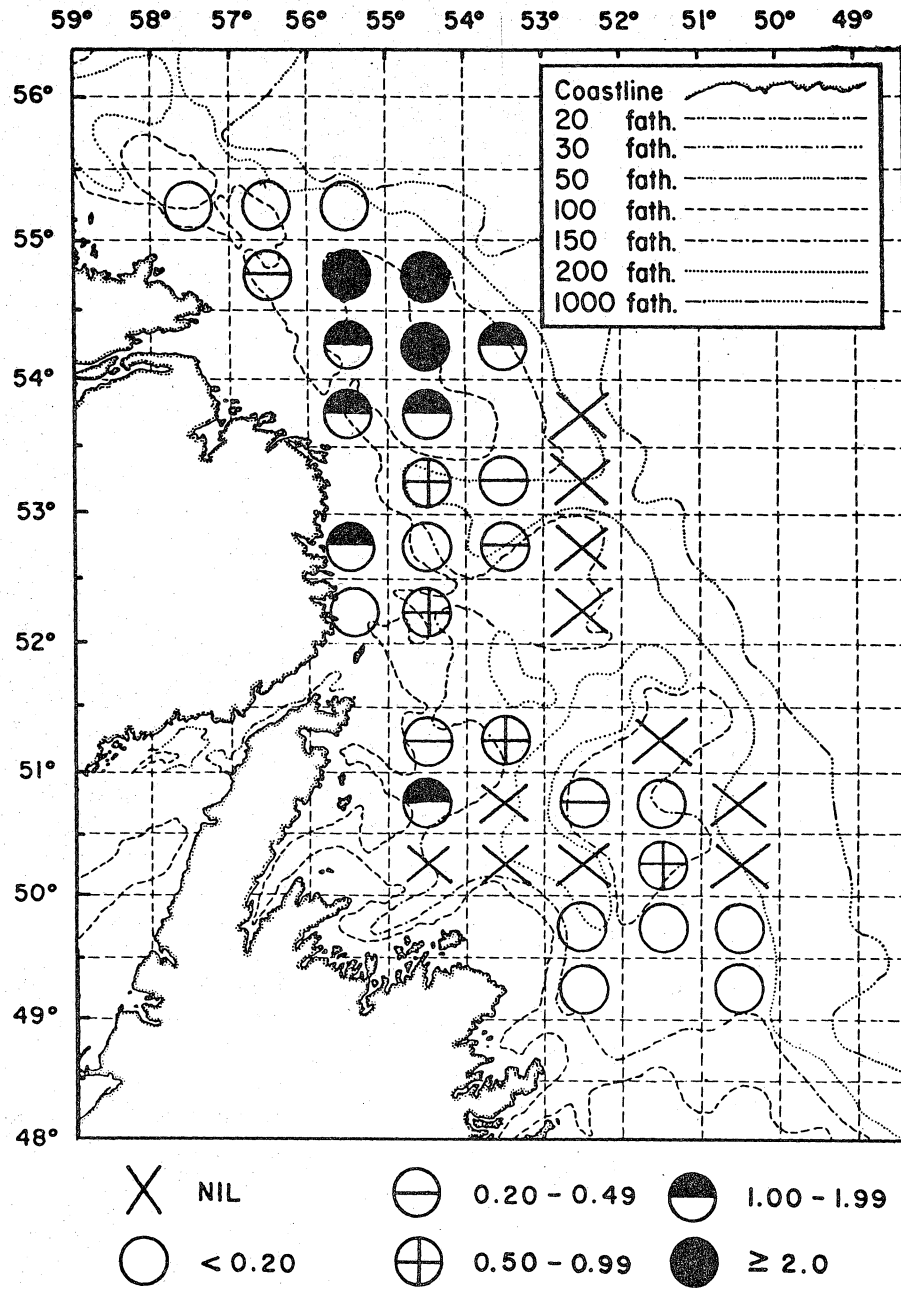 59° 58° 57° 56° 55° 54° 53° 52° 51° 50° 49°
56°
55°
54°
53°
52°
51°
50°
49°
48°
Coastline
20 fath.
30 fath.
50 fath.
100 fath.
150 fath.
200 fath.
1000 fath.
NIL
0.20 - 0.49
1.00 - 1.99
< 0.20
0.50 - 0.99
≥ 2.0